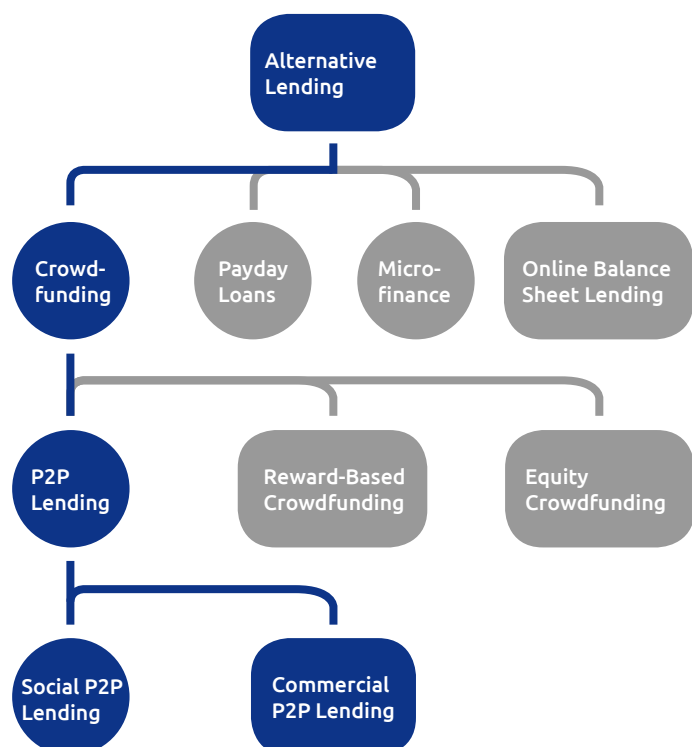 Alternative
Lending
Crowd-
funding
Payday
Loans
Micro-
finance
Online Balance
Sheet Lending
P2P
Lending
Reward-Based
Crowdfunding
Equity
Crowdfunding
Social P2P
Lending
Commercial
P2P Lending